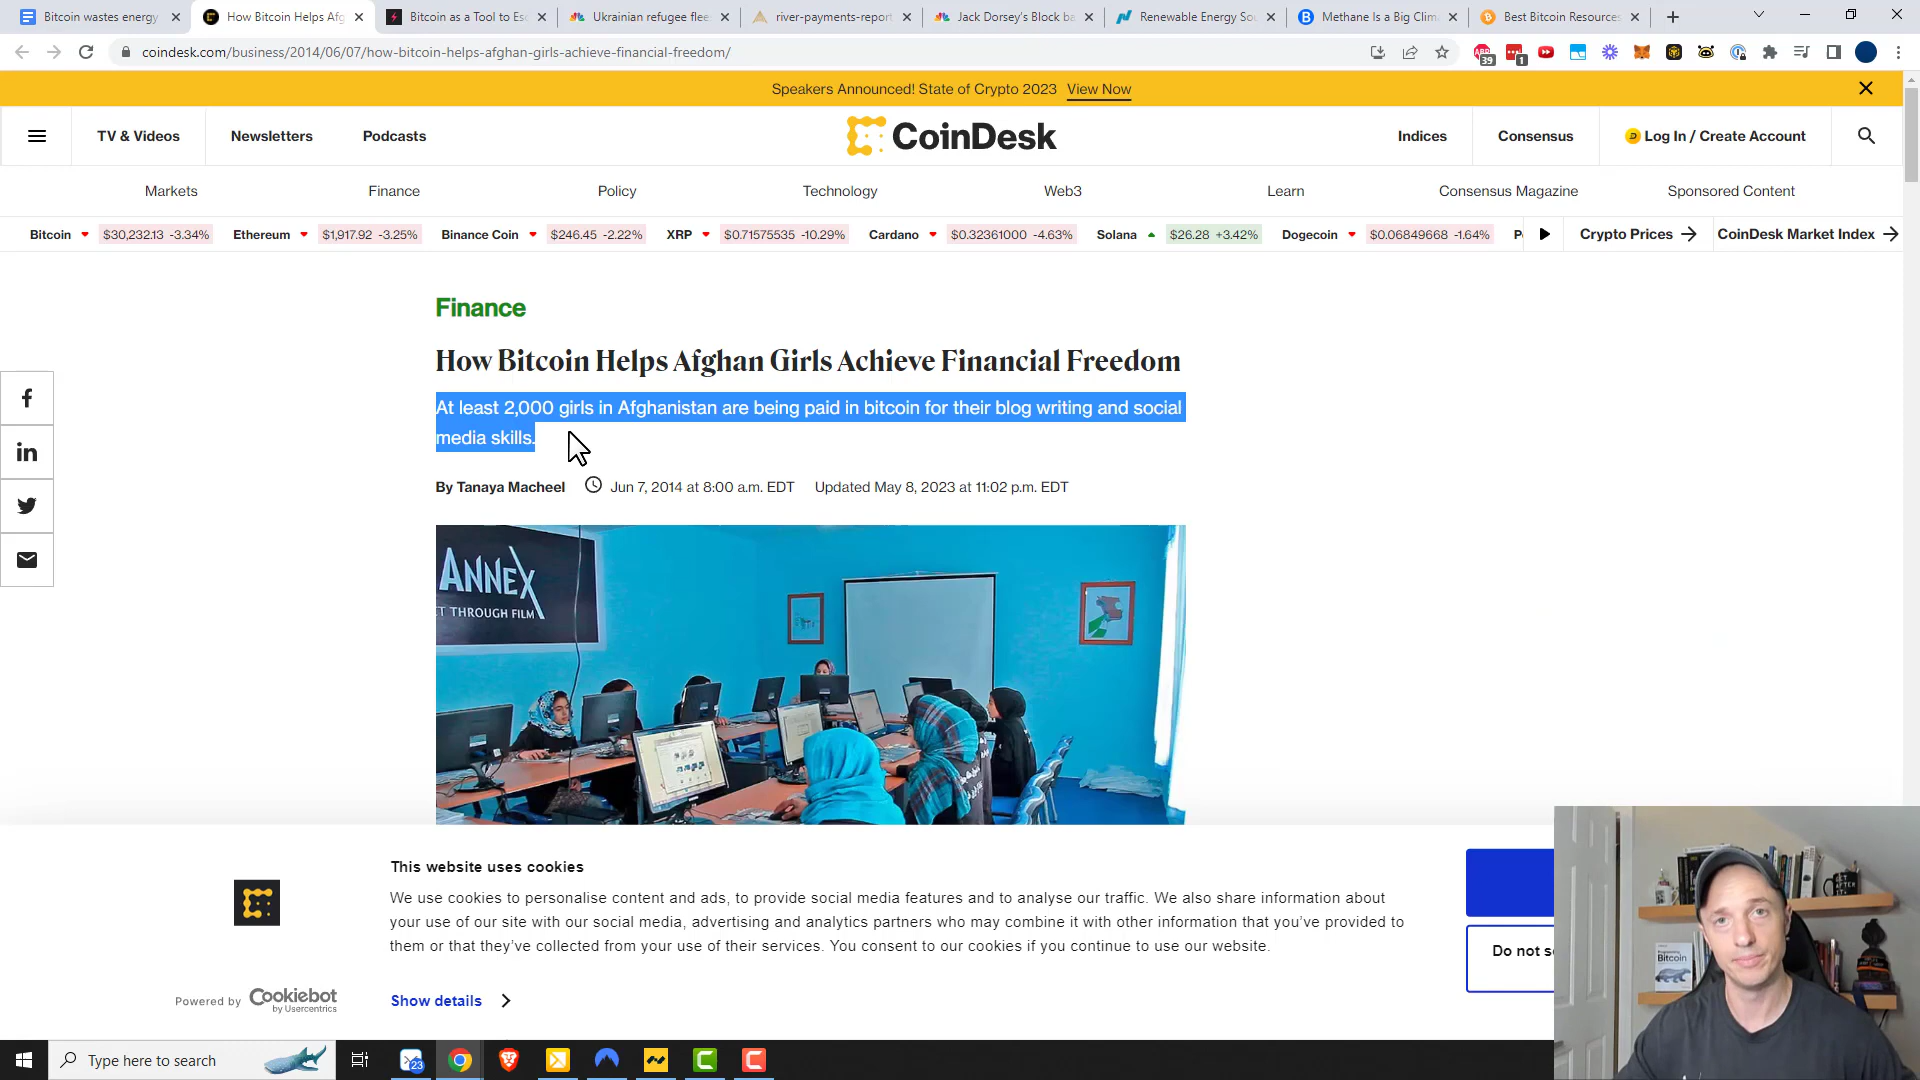 Bitcoin wastes energy
How Bitcoin Helps Afg
Bitcoin as a Tool to Esc
Ukrainian refugee flee
river-payments-report
Jack Dorsey's Block ba
Renewable Energy Sou
Methane Is a Big Clim
Best Bitcoin Resources
coindesk.com/business/2014/06/07/how-bitcoin-helps-afghan-girls-achieve-financial-freedom/
39
1
Speakers Announced! State of Crypto 2023 View Now
TV & Videos
Newsletters
Podcasts
CoinDesk
Indices
Consensus
Log In / Create Account
Markets
Finance
Policy
Technology
Web3
Learn
Consensus Magazine
Sponsored Content
Bitcoin $30,232.13 -3.34%
Ethereum $1,917.92 -3.25%
Binance Coin $246.45 -2.22%
XRP $0.71575535 -10.29%
Cardano $0.32361000 -4.63%
Solana $26.28 +3.42%
Dogecoin $0.06849668 -1.64%
Crypto Prices
CoinDesk Market Index
Finance
How Bitcoin Helps Afghan Girls Achieve Financial Freedom
At least 2,000 girls in Afghanistan are being paid in bitcoin for their blog writing and social
media skills.
By Tanaya Macheel
Jun 7, 2014 at 8:00 a.m. EDT
Updated May 8, 2023 at 11:02 p.m. EDT
ANNEX
T THROUGH FILM
This website uses cookies
We use cookies to personalise content and ads, to provide social media features and to analyse our traffic. We also share information about
your use of our site with our social media, advertising and analytics partners who may combine it with other information that you've provided to
them or that they've collected from your use of their services. You consent to our cookies if you continue to use our website.
Do not s
Powered by Cookiebot
by Usercentrics
Show details
Bitcoin
Type here to search
23